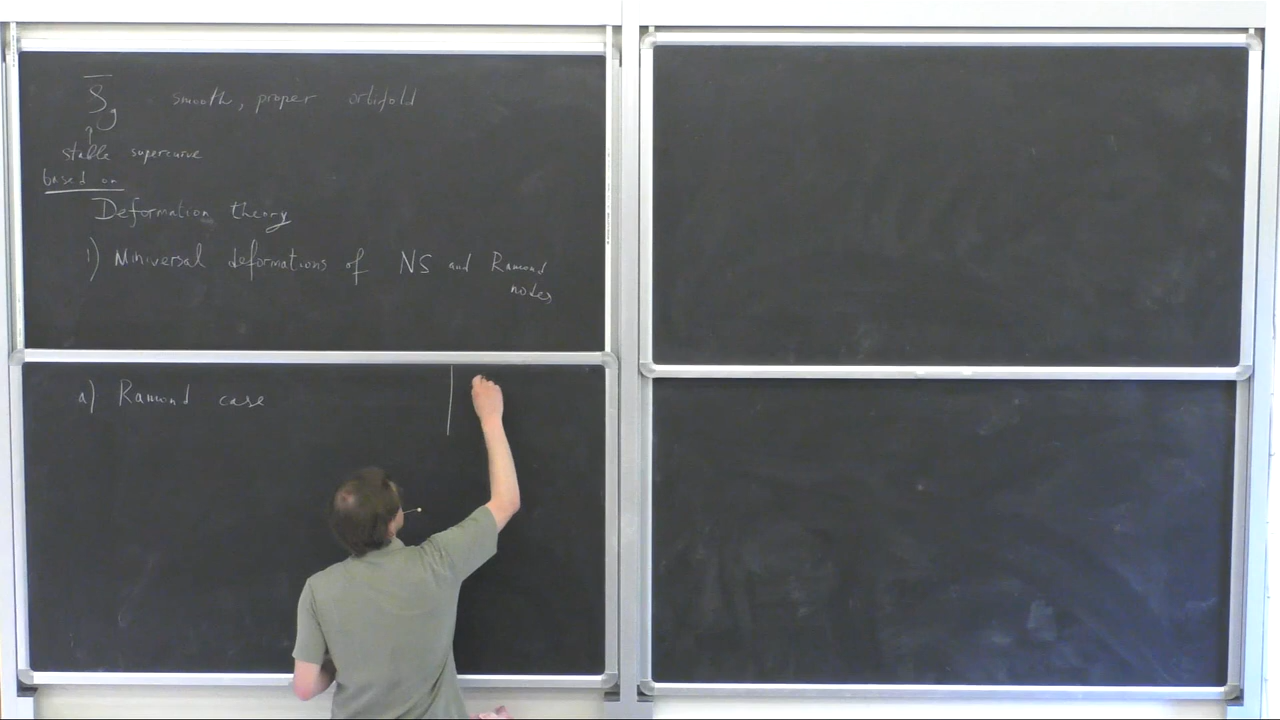 S̄_g smooth, proper orbifold
↑
stable supercurve
based on
Deformation theory
1) Miniversal deformations of NS and Ramond
nodes
a) Ramond case